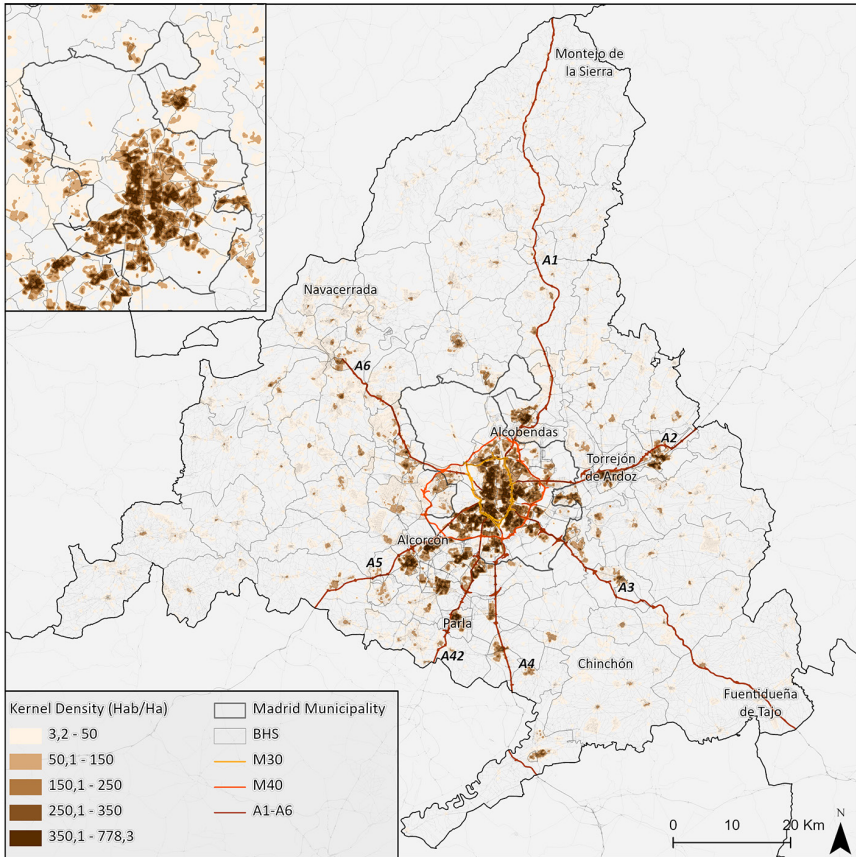 Montejo de
la Sierra
A1
Navacerrada
A6
Alcobendas
A2
Torrejón
de Ardoz
Alcorcón
A5
A3
Parla
A42
A4
Chinchón
Fuentidueña
de Tajo
Kernel Density (Hab/Ha)
3,2 - 50
50,1 - 150
150,1 - 250
250,1 - 350
350,1 - 778,3
Madrid Municipality
BHS
M30
M40
A1-A6
0 10 20 Km
N